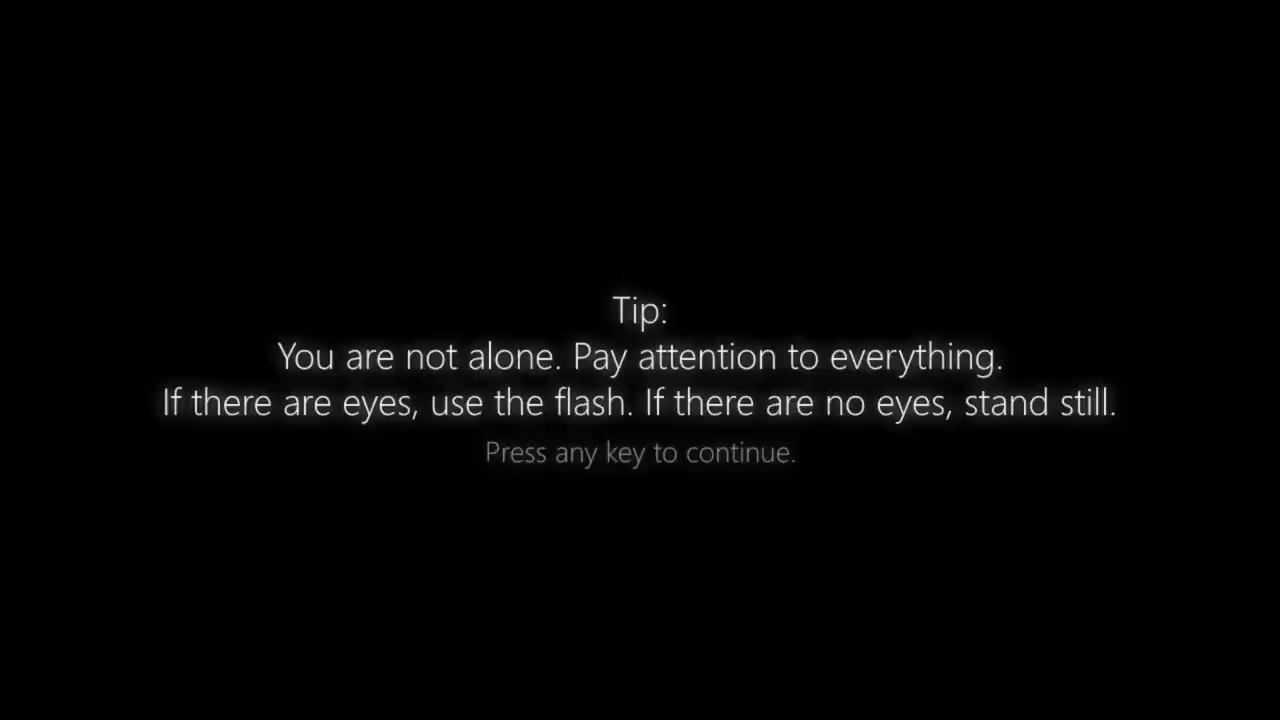 Tip:
You are not alone. Pay attention to everything.
If there are eyes, use the flash. If there are no eyes, stand still.
Press any key to continue.